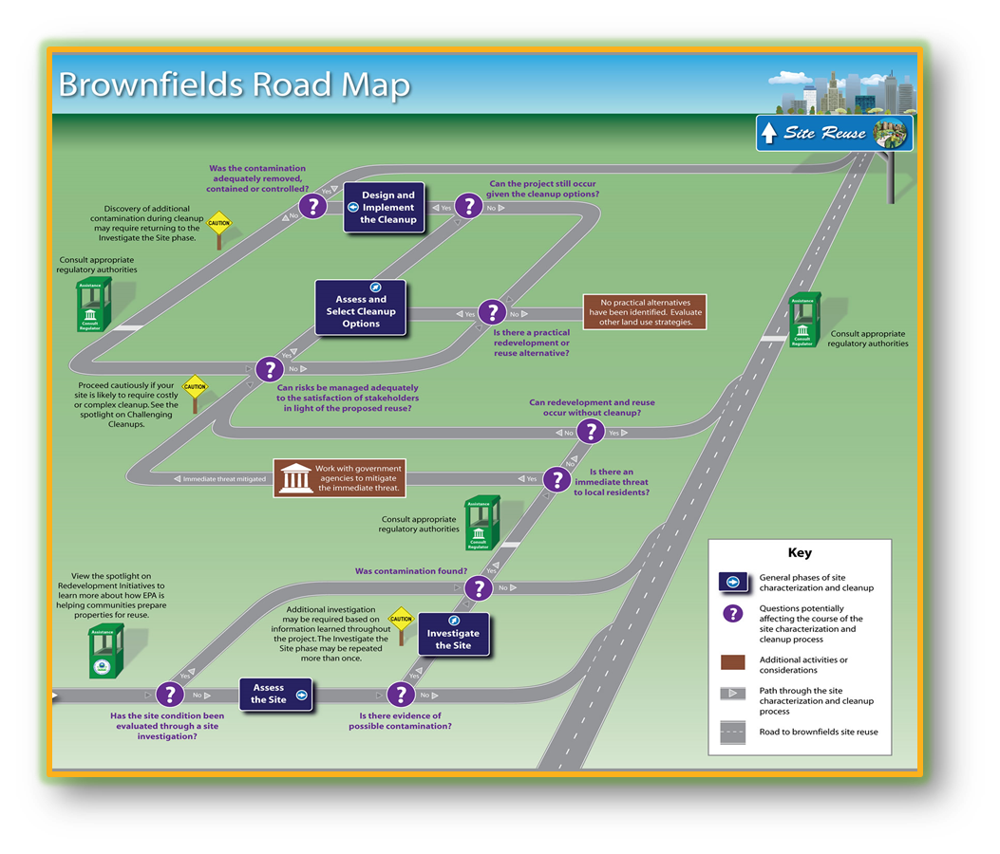 Brownfields Road Map
Site Reuse
Was the contamination
adequately removed,
contained or controlled?
Yes
No
Design and
Implement
the Cleanup
Can the project still occur
given the cleanup options?
Yes
No
Discovery of additional
contamination during cleanup
may require returning to the
Investigate the Site phase.
CAUTION
Consult appropriate
regulatory authorities
Assistance
Consult
Regulator
Assess and
Select Cleanup
Options
Yes
No
No practical alternatives
have been identified. Evaluate
other land use strategies.
Is there a practical
redevelopment or
reuse alternative?
Assistance
Consult
Regulator
Consult appropriate
regulatory authorities
Yes
No
Can risks be managed adequately
to the satisfaction of stakeholders
in light of the proposed reuse?
Proceed cautiously if your
site is likely to require costly
or complex cleanup. See the
spotlight on Challenging
Cleanups.
CAUTION
Can redevelopment and reuse
occur without cleanup?
No
Yes
No
Immediate threat mitigated
Work with government
agencies to mitigate
the immediate threat.
Yes
Is there an
immediate threat
to local residents?
Consult appropriate
regulatory authorities
Assistance
Consult
Regulator
Yes
Was contamination found?
No
View the spotlight on
Redevelopment Initiatives to
learn more about how EPA is
helping communities prepare
properties for reuse.
Assistance
Additional investigation
may be required based on
information learned throughout
the project. The Investigate the
Site phase may be repeated
more than once.
CAUTION
Investigate
the Site
Yes
No
Assess
the Site
Yes
No
Has the site condition been
evaluated through a site
investigation?
Is there evidence of
possible contamination?
Key
General phases of site
characterization and cleanup
Questions potentially
affecting the course of the
site characterization and
cleanup process
Additional activities or
considerations
Path through the site
characterization and cleanup
process
Road to brownfields site reuse